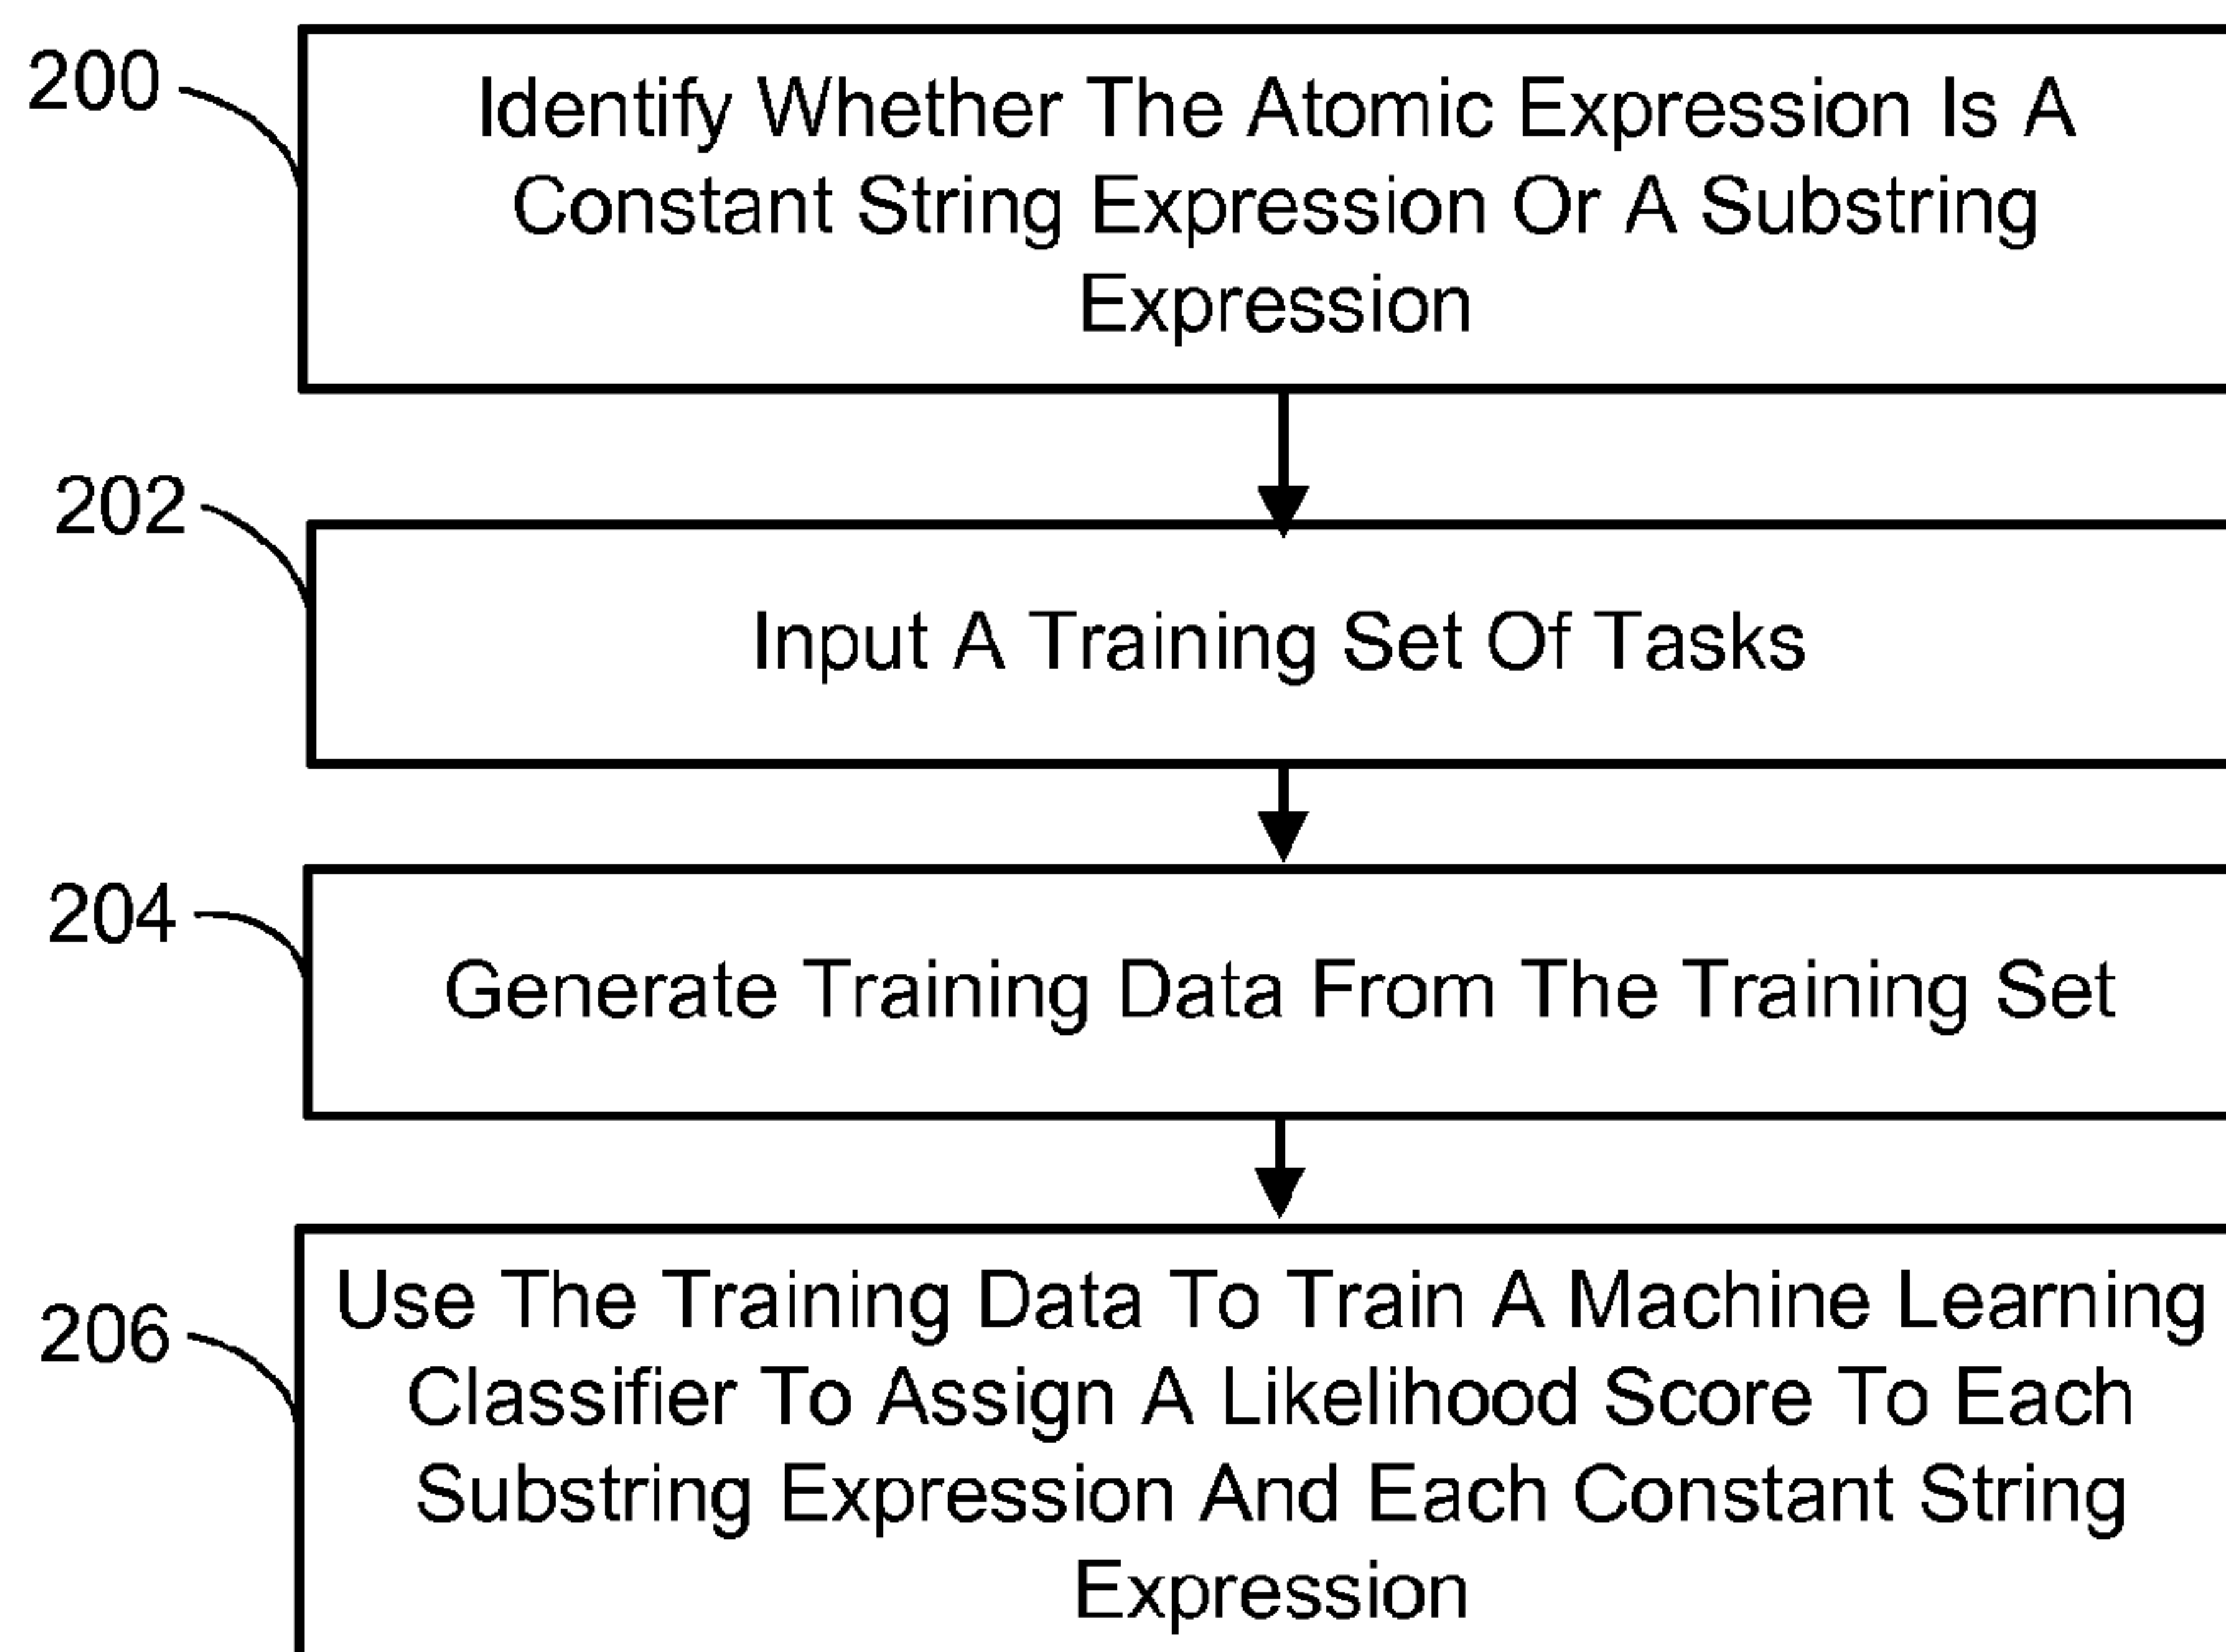 200
Identify Whether The Atomic Expression Is A
Constant String Expression Or A Substring
Expression
202
Input A Training Set Of Tasks
204
Generate Training Data From The Training Set
206
Use The Training Data To Train A Machine Learning
Classifier To Assign A Likelihood Score To Each
Substring Expression And Each Constant String
Expression